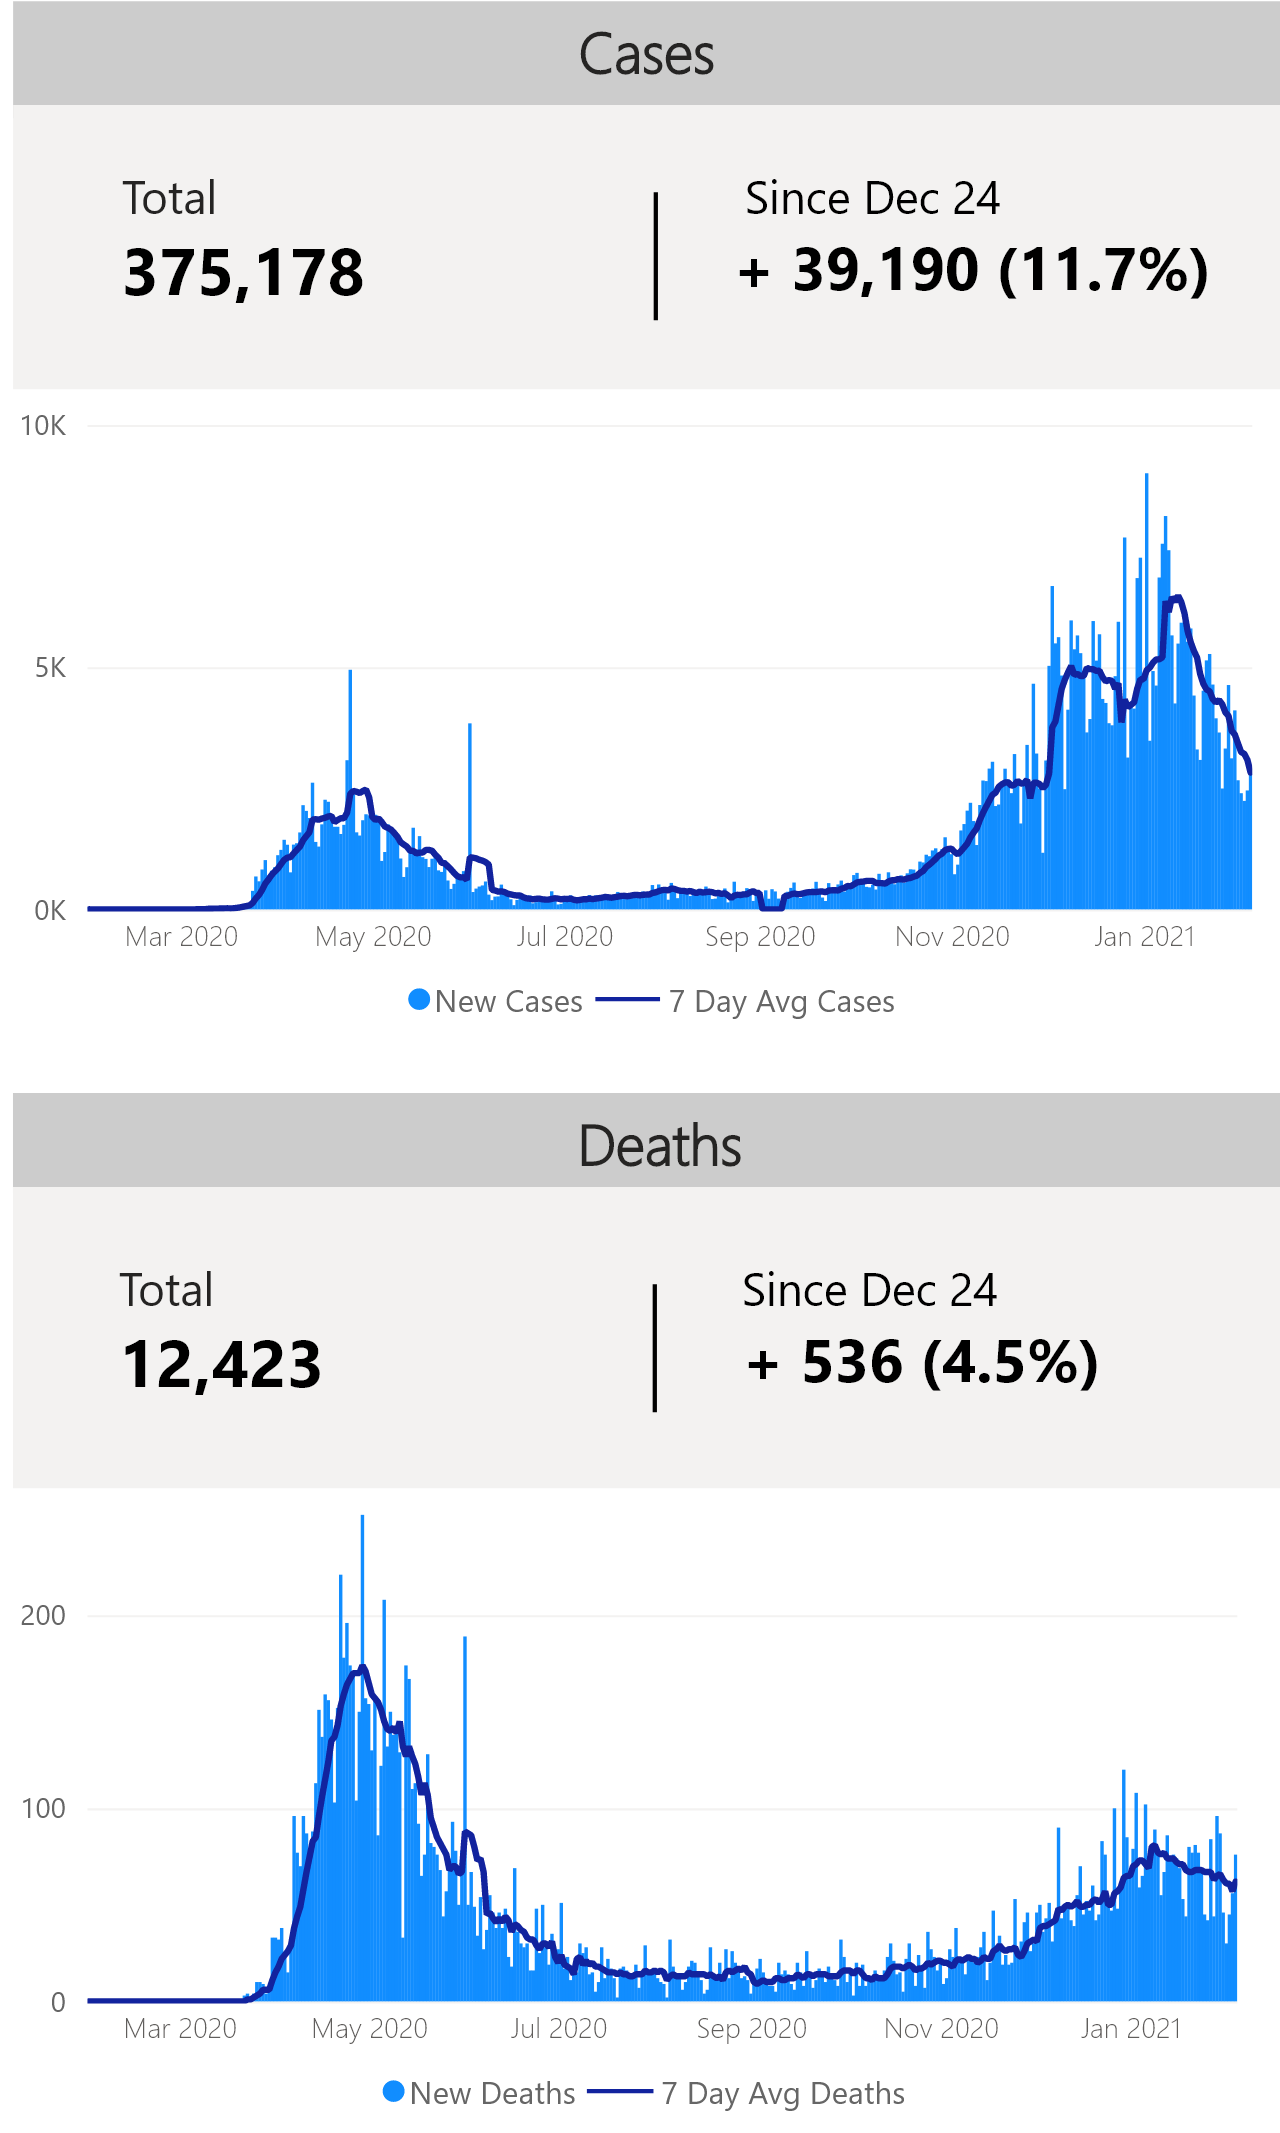 Cases
Total
Since Dec 24
375,178
+ 39,190 (11.7%)
10K
5K
0K
Mar 2020 May 2020 Jul 2020 Sep 2020 Nov 2020 Jan 2021
New Cases 7 Day Avg Cases
Deaths
Total
Since Dec 24
12,423
+ 536 (4.5%)
200
100
0
Mar 2020 May 2020 Jul 2020 Sep 2020 Nov 2020 Jan 2021
New Deaths 7 Day Avg Deaths